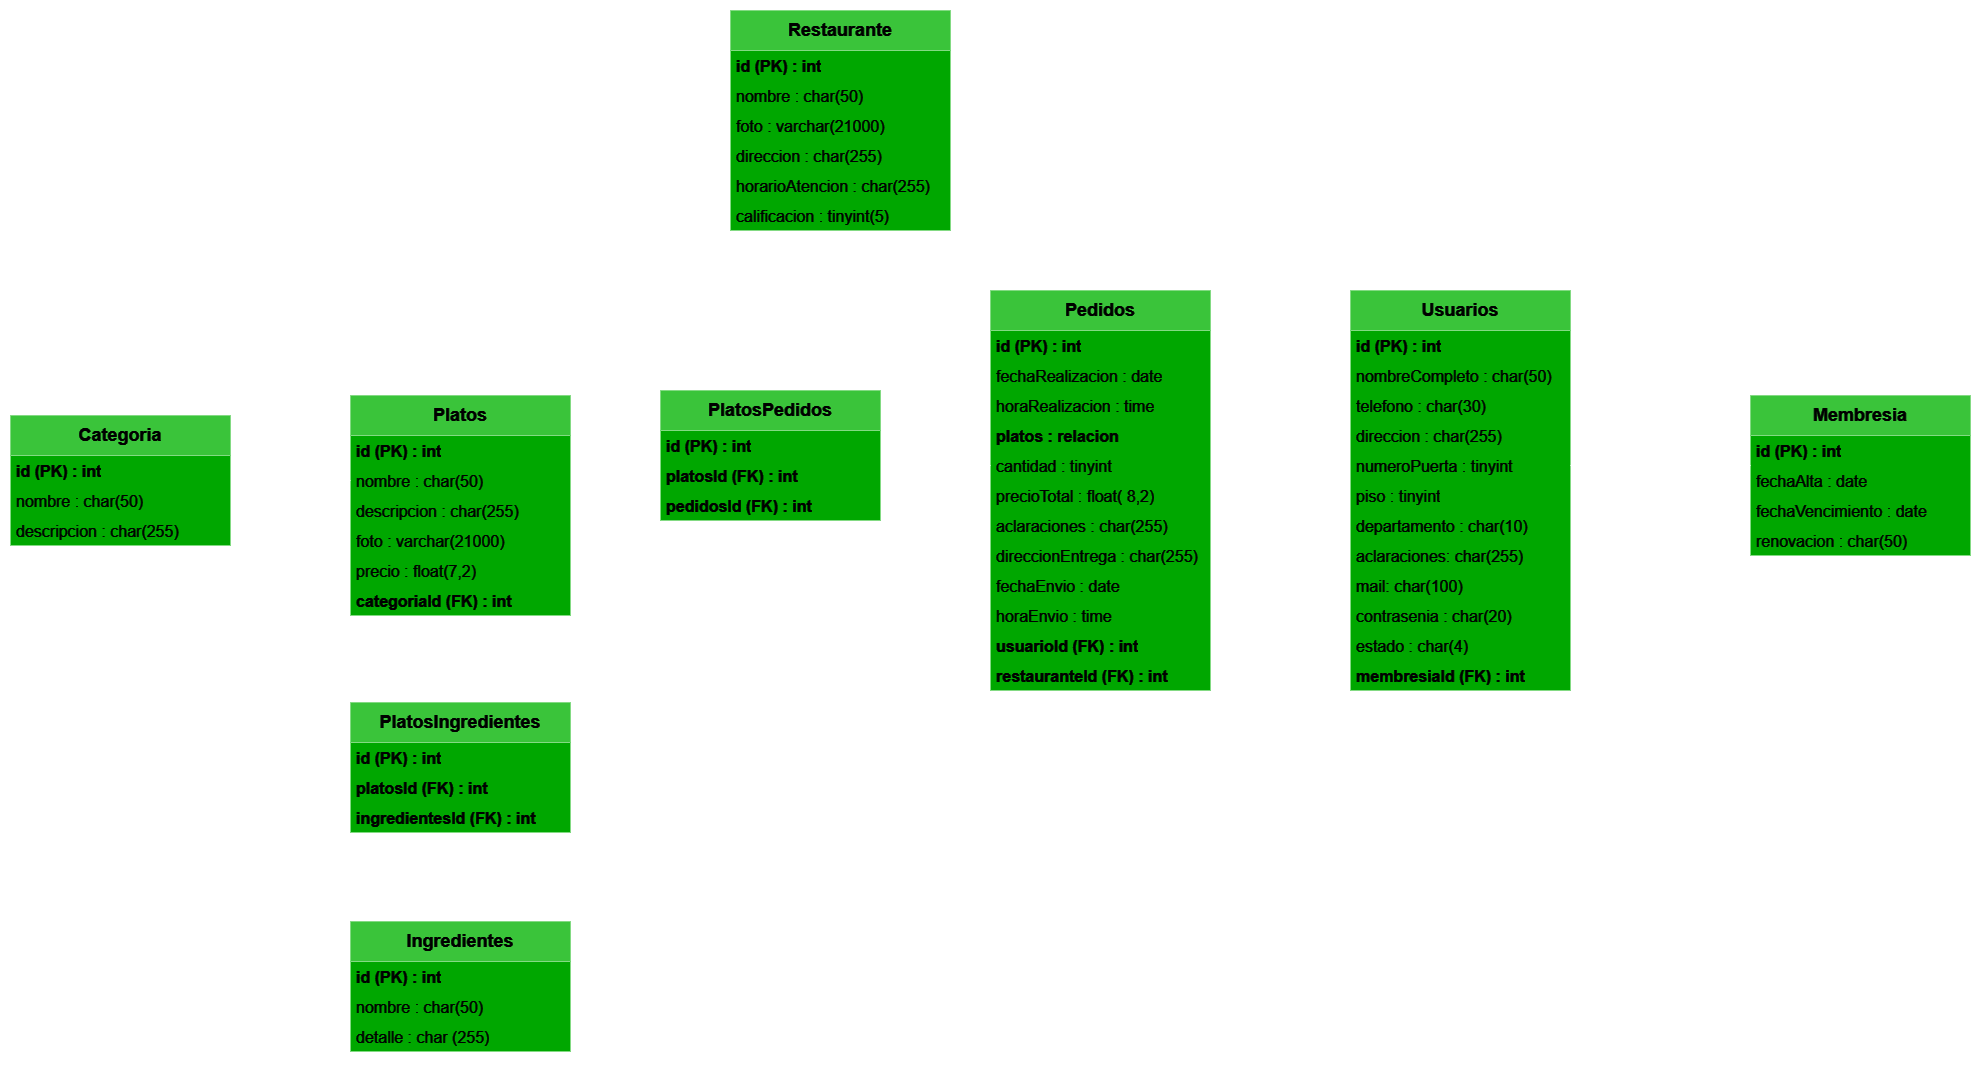 Restaurante
id (PK) : int
nombre : char(50)
foto : varchar(21000)
direccion : char(255)
horarioAtencion : char(255)
calificacion : tinyint(5)
Categoria
id (PK) : int
nombre : char(50)
descripcion : char(255)
Platos
id (PK) : int
nombre : char(50)
descripcion : char(255)
foto : varchar(21000)
precio : float(7,2)
categoriaId (FK) : int
PlatosPedidos
id (PK) : int
platosId (FK) : int
pedidosId (FK) : int
Pedidos
id (PK) : int
fechaRealizacion : date
horaRealizacion : time
platos : relacion
cantidad : tinyint
precioTotal : float( 8,2)
aclaraciones : char(255)
direccionEntrega : char(255)
fechaEnvio : date
horaEnvio : time
usuarioId (FK) : int
restauranteId (FK) : int
Usuarios
id (PK) : int
nombreCompleto : char(50)
telefono : char(30)
direccion : char(255)
numeroPuerta : tinyint
piso : tinyint
departamento : char(10)
aclaraciones: char(255)
mail: char(100)
contrasenia : char(20)
estado : char(4)
membresiaId (FK) : int
Membresia
id (PK) : int
fechaAlta : date
fechaVencimiento : date
renovacion : char(50)
PlatosIngredientes
id (PK) : int
platosId (FK) : int
ingredientesId (FK) : int
Ingredientes
id (PK) : int
nombre : char(50)
detalle : char (255)